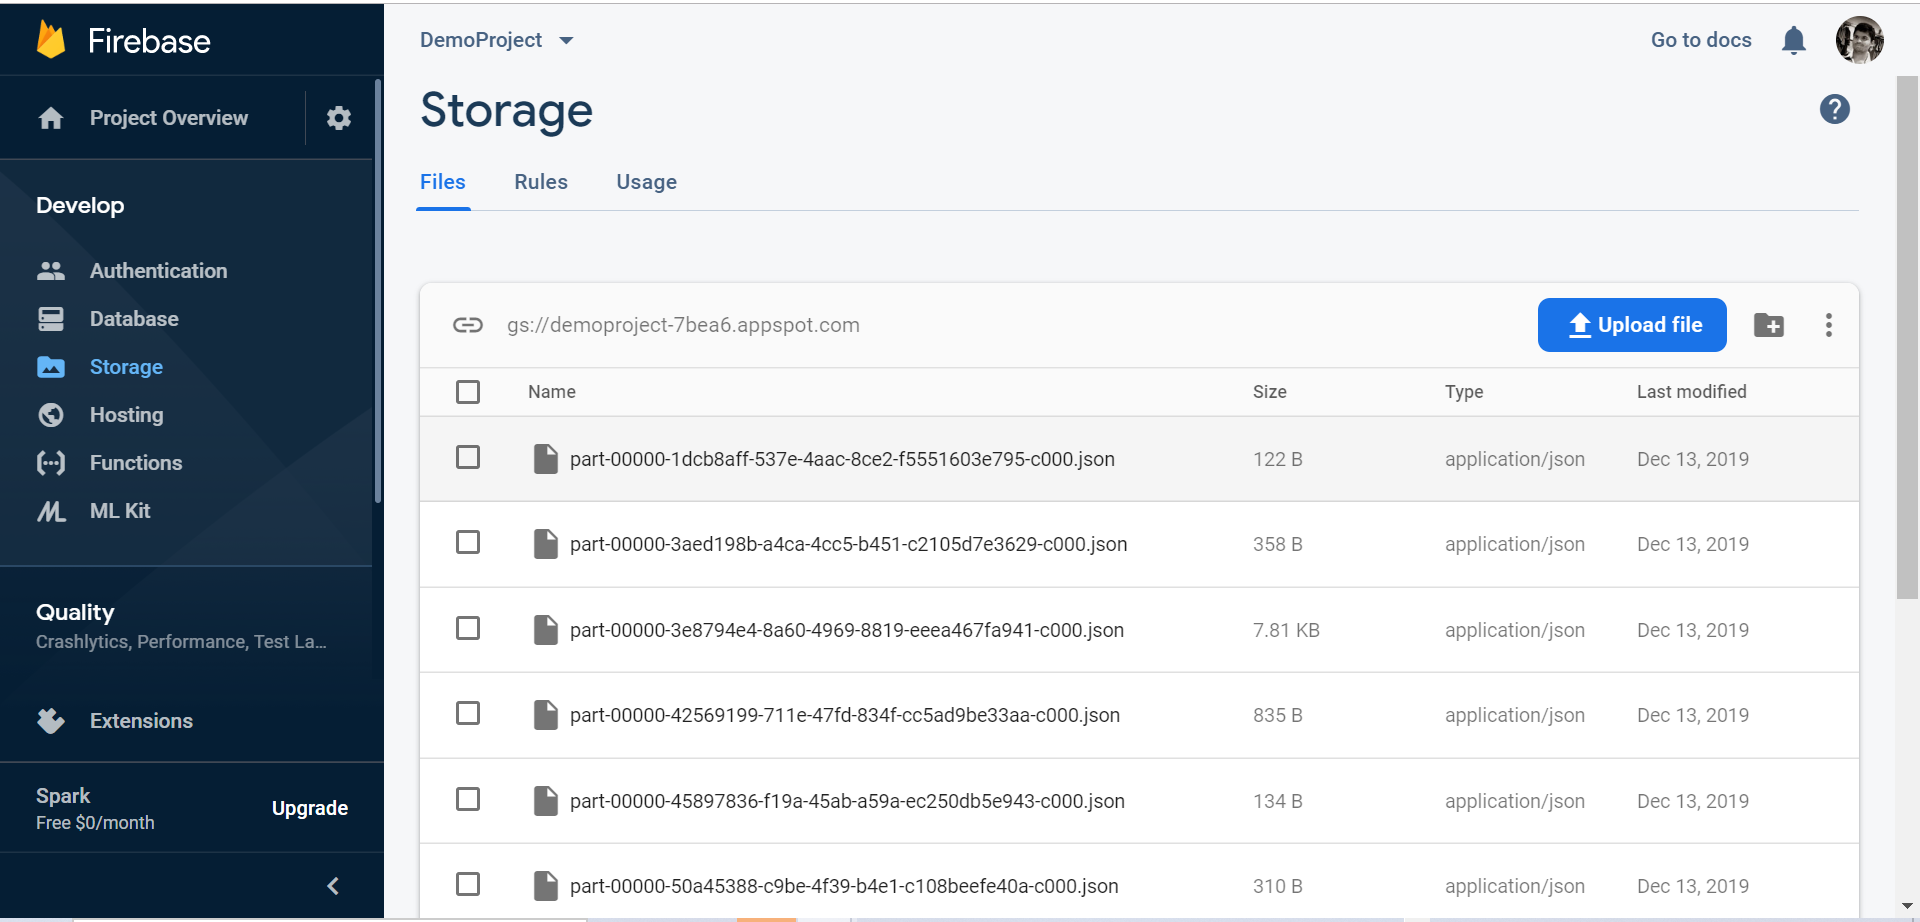 Firebase
Project Overview
Develop
Authentication
Database
Storage
Hosting
Functions
ML Kit
Quality
Crashlytics, Performance, Test La...
Extensions
Spark
Free $0/month
Upgrade
DemoProject
Go to docs
Storage
Files Rules Usage
gs://demoproject-7bea6.appspot.com
Upload file
Name Size Type Last modified
part-00000-1dcb8aff-537e-4aac-8ce2-f5551603e795-c000.json 122 B application/json Dec 13, 2019
part-00000-3aed198b-a4ca-4cc5-b451-c2105d7e3629-c000.json 358 B application/json Dec 13, 2019
part-00000-3e8794e4-8a60-4969-8819-eeea467fa941-c000.json 7.81 KB application/json Dec 13, 2019
part-00000-42569199-711e-47fd-834f-cc5ad9be33aa-c000.json 835 B application/json Dec 13, 2019
part-00000-45897836-f19a-45ab-a59a-ec250db5e943-c000.json 134 B application/json Dec 13, 2019
part-00000-50a45388-c9be-4f39-b4e1-c108beefe40a-c000.json 310 B application/json Dec 13, 2019